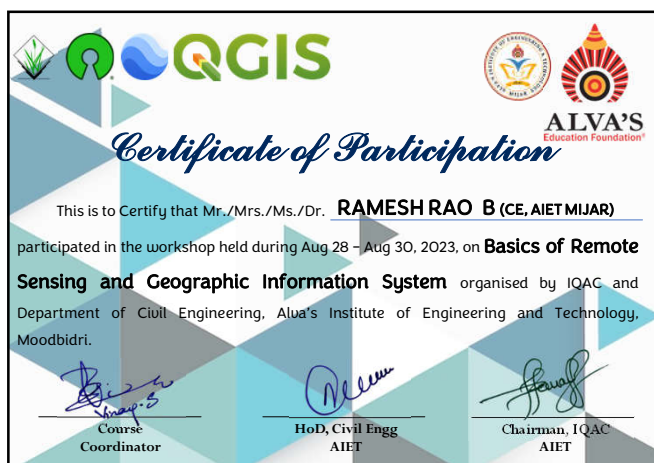 QGIS
ALVA'S
Education Foundation®
Certificate of Participation
This is to Certify that Mr./Mrs./Ms./Dr. RAMESH RAO B (CE, AIET MIJAR)
participated in the workshop held during Aug 28 – Aug 30, 2023, on Basics of Remote
Sensing and Geographic Information System organised by IQAC and
Department of Civil Engineering, Alva's Institute of Engineering and Technology,
Moodbidri.
Vinay.S
Course
Coordinator
HoD, Civil Engg
AIET
Chairman, IQAC
AIET